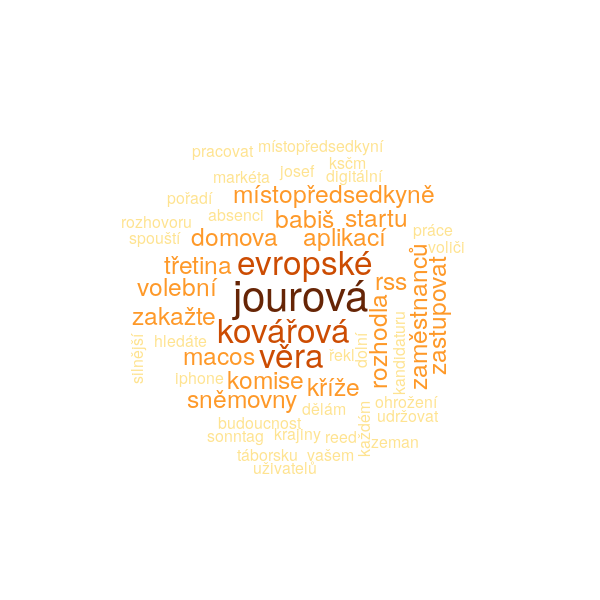 místopředsedkyní
pracovat
ksčm
josef
markéta
digitální
místopředsedkyně
pořadí
absenci
babiš
startu
rozhovoru
práce
spouští
domova
aplikací
voliči
třetina
evropské
rss
volební
jourová
zaměstnanců
zastupovat
zakažte
kovářová
rozhodla
kandidaturu
hledáte
macos
věra
řekl
dolní
silnější
iphone
komise
kříže
sněmovny
dělám
ohrožení
udržovat
budoucnost
každém
sonntag
krajiny
reed
zeman
táborsku
vašem
uživatelů